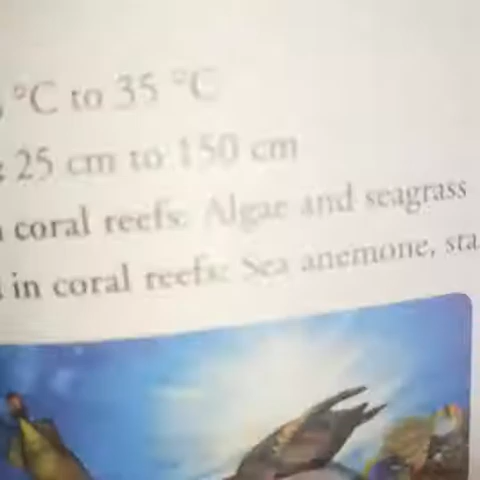 °C to 35 °C
: 25 cm to 150 cm
coral reefs: Algae and seagrass
in coral reefs: Sea anemone, sta